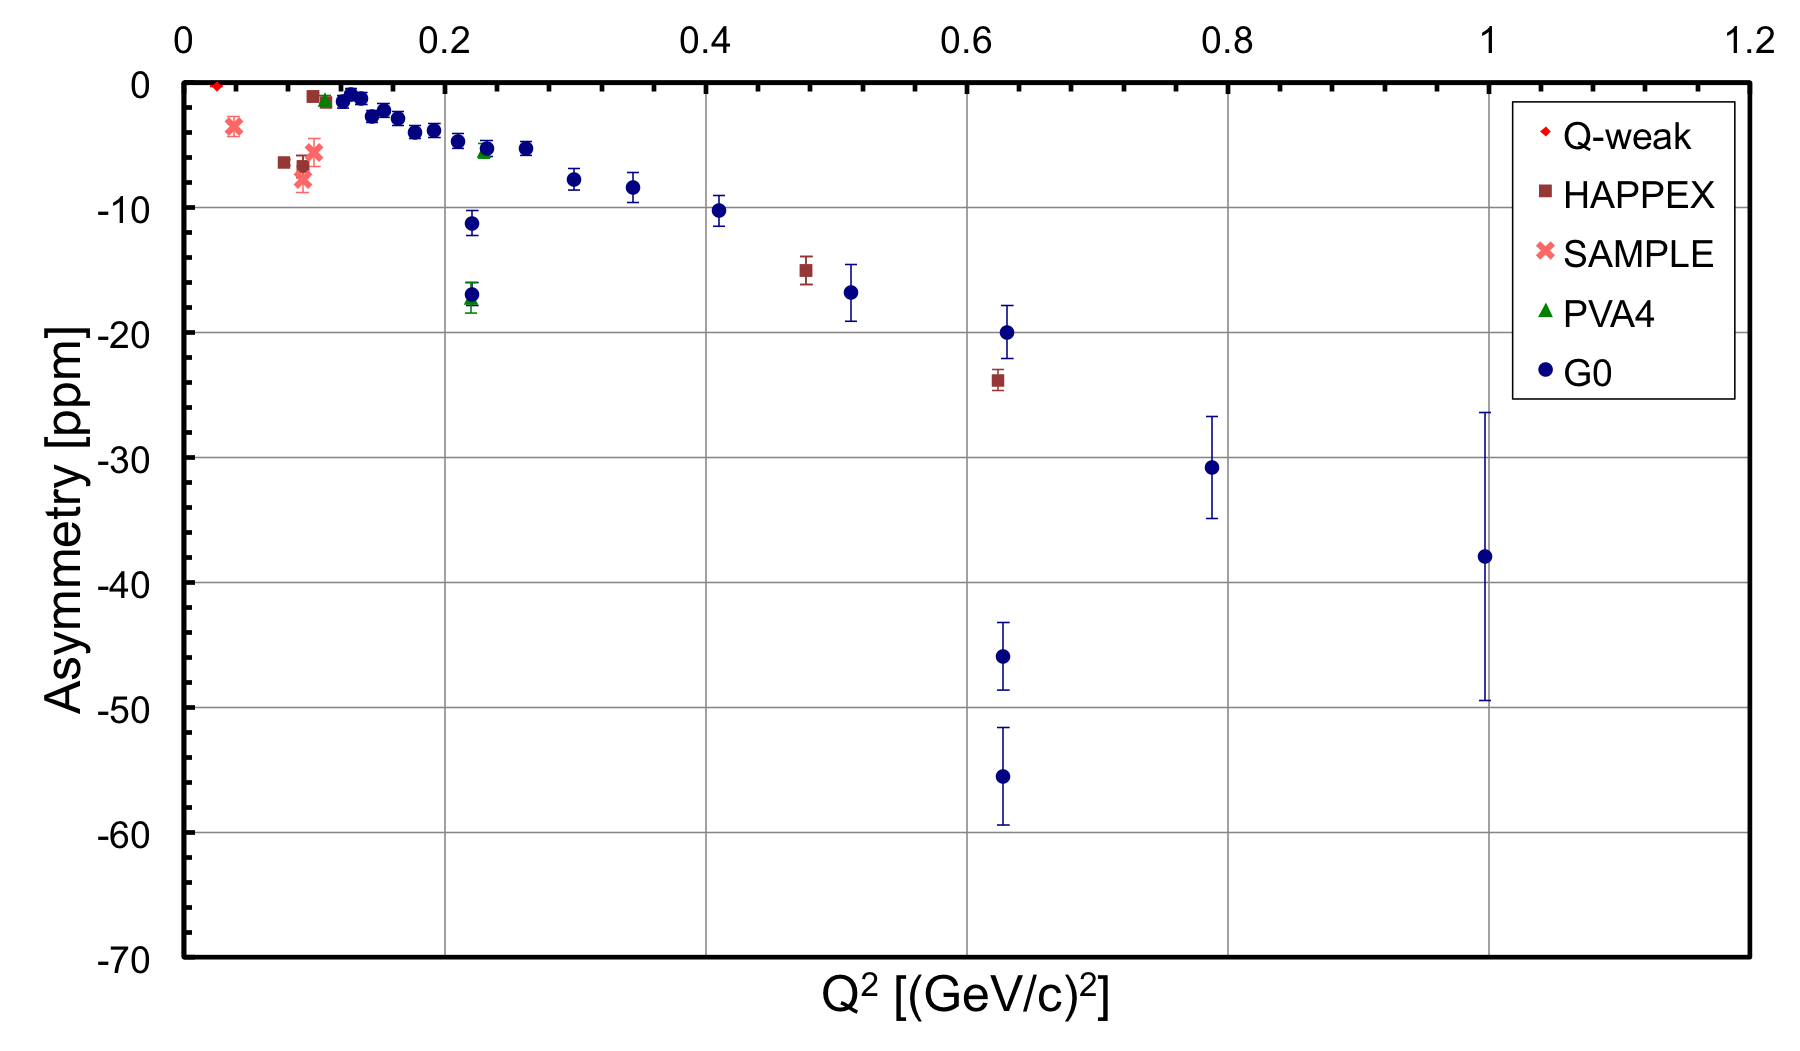 0 0.2 0.4 0.6 0.8 1 1.2
0
-10
-20
-30
-40
-50
-60
-70
Asymmetry [ppm]
Q-weak
HAPPEX
SAMPLE
PVA4
G0
Q² [(GeV/c)²]